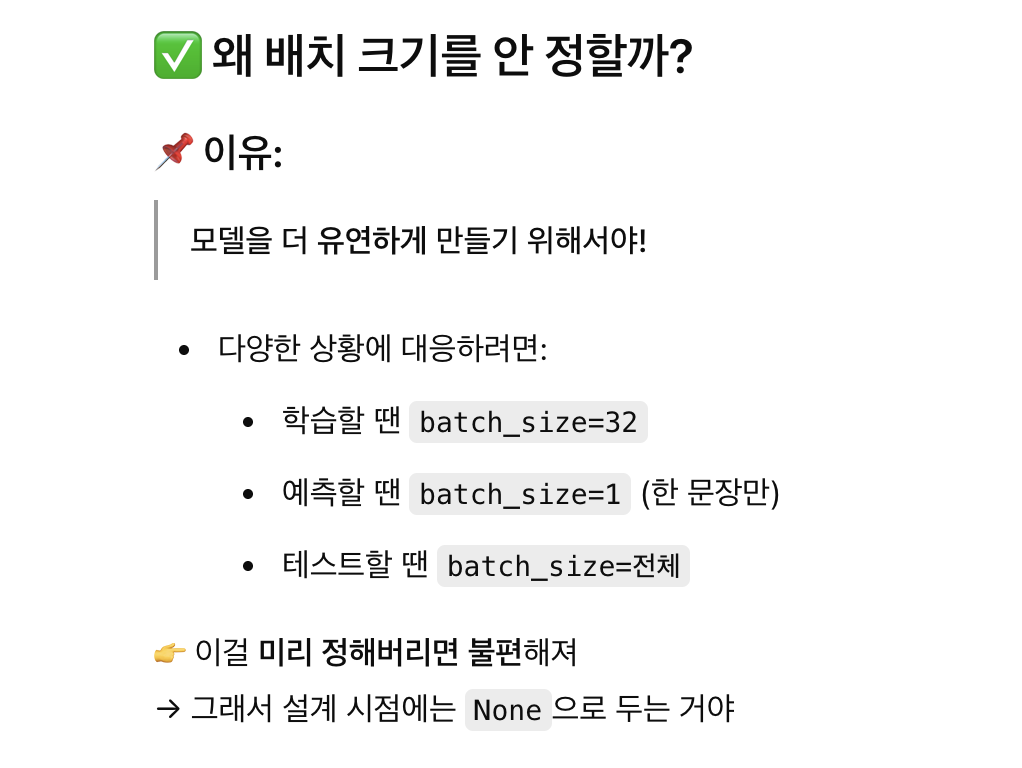 ✅ 왜 배치 크기를 안 정할까?
📌 이유:
모델을 더 유연하게 만들기 위해서야!
• 다양한 상황에 대응하려면:
• 학습할 땐 batch_size=32
• 예측할 땐 batch_size=1 (한 문장만)
• 테스트할 땐 batch_size=전체
👉 이걸 미리 정해버리면 불편해져
→ 그래서 설계 시점에는 None으로 두는 거야